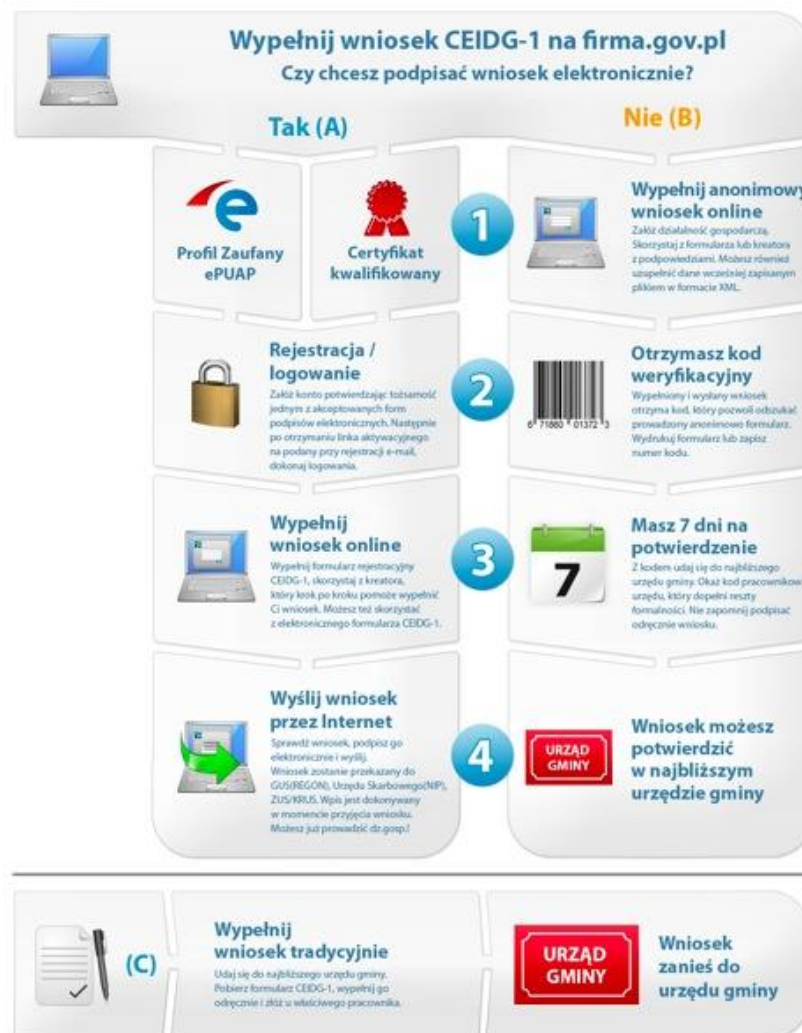 Wypełnij wniosek CEIDG-1 na firma.gov.pl
Czy chcesz podpisać wniosek elektronicznie?
Tak (A)
Nie (B)
Profil Zaufany
ePUAP
Certyfikat
kwalifikowany
1
Wypełnij anonimowy
wniosek online
Załóż działalność gospodarczą.
Skorzystaj z formularza lub kreatora
z podpowiedziami. Możesz również
uzupełnić dane wcześniej zapisanym
plikiem w formacie XML.
Rejestracja /
logowanie
Załóż konto potwierdzając tożsamość
jednym z akceptowanych form
podpisów elektronicznych. Następnie
po otrzymaniu linka aktywacyjnego
na podany przy rejestracji e-mail,
dokonaj logowania.
2
6 71860 01372 3
Otrzymasz kod
weryfikacyjny
Wypełniony i wysłany wniosek
otrzyma kod, który pozwoli odszukać
prowadzony anonimowo formularz.
Wydrukuj formularz lub zapisz
numer kodu.
Wypełnij
wniosek online
Wypełnij formularz rejestracyjny
CEIDG-1, skorzystaj z kreatora,
który krok po kroku pomoże wypełnić
Ci wniosek. Możesz też skorzystać
z elektronicznego formularza CEIDG-1.
3
7
Masz 7 dni na
potwierdzenie
Z kodem udaj się do najbliższego
urzędu gminy. Okaż kod pracownikow
urzędu, który dopełni reszty
formalności. Nie zapomnij podpisać
odręcznie wniosku.
Wyślij wniosek
przez Internet
Sprawdź wniosek, podpisz go
elektronicznie i wyślij.
Wniosek zostanie przekazany do
GUS(REGON), Urzędu Skarbowego(NIP),
ZUS/KRUS. Wpis jest dokonywany
w momencie przyjęcia wniosku.
Możesz już prowadzić dz.gosp.!
4
URZĄD
GMINY
Wniosek możesz
potwierdzić
w najbliższym
urzędzie gminy
(C)
Wypełnij
wniosek tradycyjnie
Udaj się do najbliższego urzędu gminy.
Pobierz formularz CEIDG-1, wypełnij go
odręcznie i złóż u właściwego pracownika.
URZĄD
GMINY
Wniosek
zanieś do
urzędu gminy